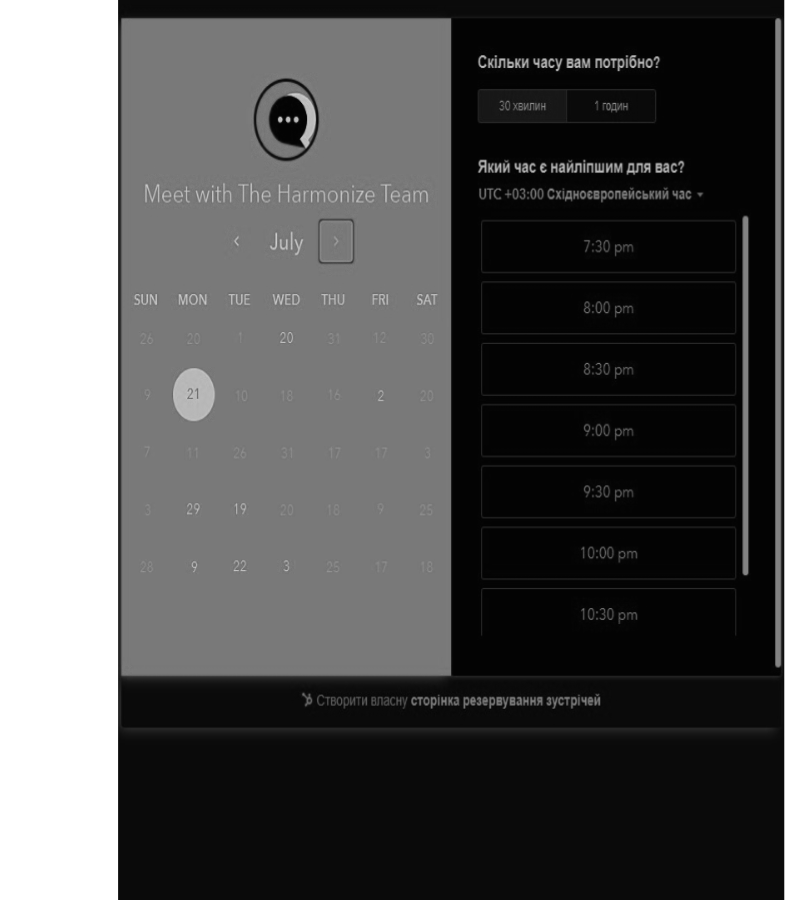 Meet with The Harmonize Team
July
SUN MON TUE WED THU FRI SAT
26 20 1 20 31 12 30
9 21 10 18 16 2 20
7 11 26 31 17 17 3
3 29 19 20 18 9 25
28 9 22 3 25 17 18
Скільки часу вам потрібно?
30 хвилин 1 годин
Який час є найліпшим для вас?
UTC +03:00 Східноєвропейський час
7:30 pm
8:00 pm
8:30 pm
9:00 pm
9:30 pm
10:00 pm
10:30 pm
Створити власну сторінка резервування зустрічей